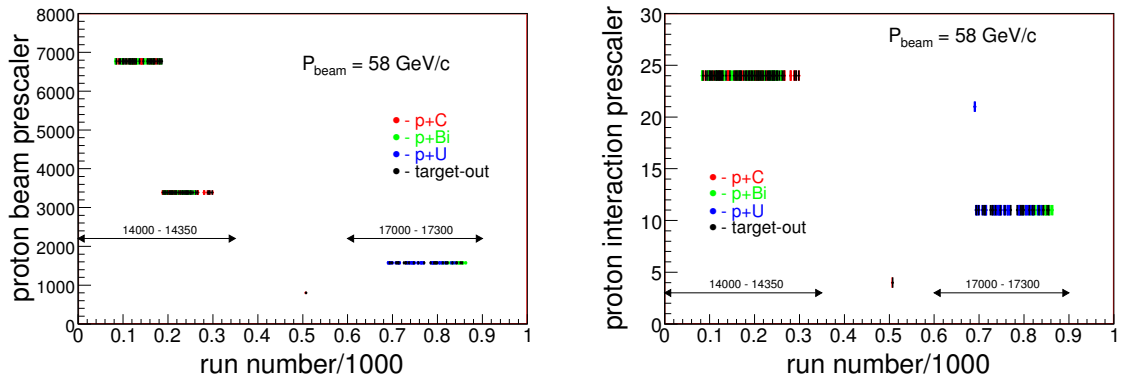 8000
7000
6000
5000
4000
3000
2000
1000
0
proton beam prescaler
P_beam = 58 GeV/c
- p+C
- p+Bi
- p+U
- target-out
14000 - 14350
17000 - 17300
0 0.1 0.2 0.3 0.4 0.5 0.6 0.7 0.8 0.9 1
run number/1000
30
25
20
15
10
5
0
proton interaction prescaler
P_beam = 58 GeV/c
- p+C
- p+Bi
- p+U
- target-out
14000 - 14350
17000 - 17300
0 0.1 0.2 0.3 0.4 0.5 0.6 0.7 0.8 0.9 1
run number/1000